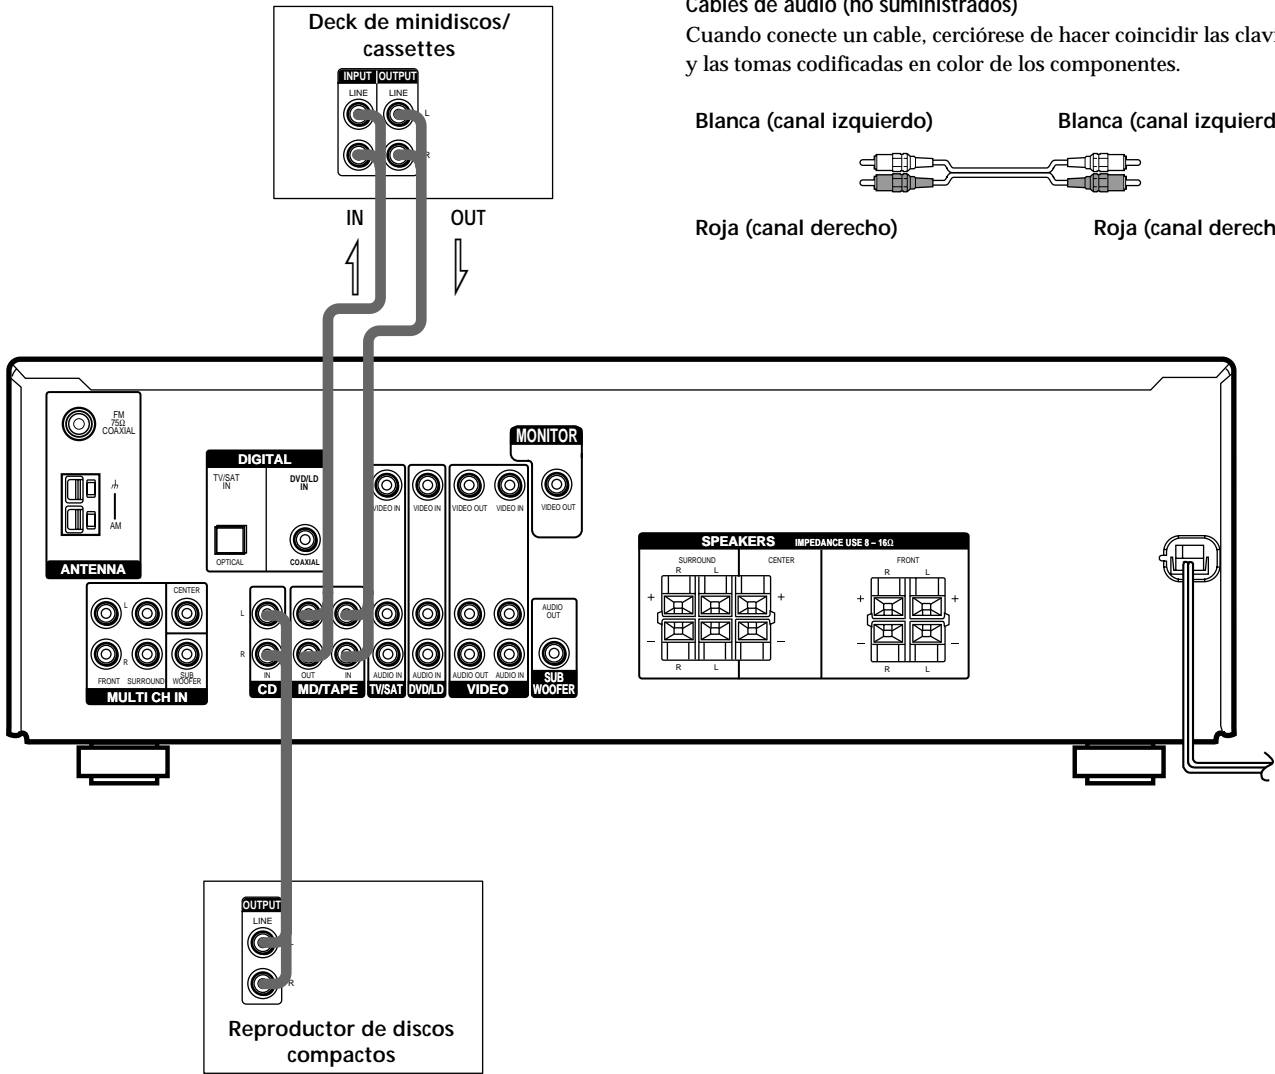 Deck de minidiscos/
cassettes
INPUT OUTPUT
LINE LINE
L
R
IN OUT
Cables de audio (no suministrados)
Cuando conecte un cable, cerciórese de hacer coincidir las
y las tomas codificadas en color de los componentes.
Blanca (canal izquierdo) Blanca (canal
Roja (canal derecho) Roja (canal
FM
75Ω
COAXIAL
AM
ANTENNA
DIGITAL
TV/SAT
IN
DVD/LD
IN
OPTICAL COAXIAL
MONITOR
VIDEO IN VIDEO IN VIDEO OUT VIDEO IN VIDEO OUT
SPEAKERS IMPEDANCE USE 8 – 16Ω
SURROUND CENTER FRONT
R L R L
+ + + +
– – – –
R L R L
CENTER
L
R
FRONT SURROUND SUB
WOOFER
MULTI CH IN
L
R
AUDIO
OUT
IN OUT IN AUDIO IN AUDIO IN AUDIO OUT AUDIO IN
CD MD/TAPE TV/SAT DVD/LD VIDEO SUB
WOOFER
OUTPUT
LINE
L
R
Reproductor de discos
compactos